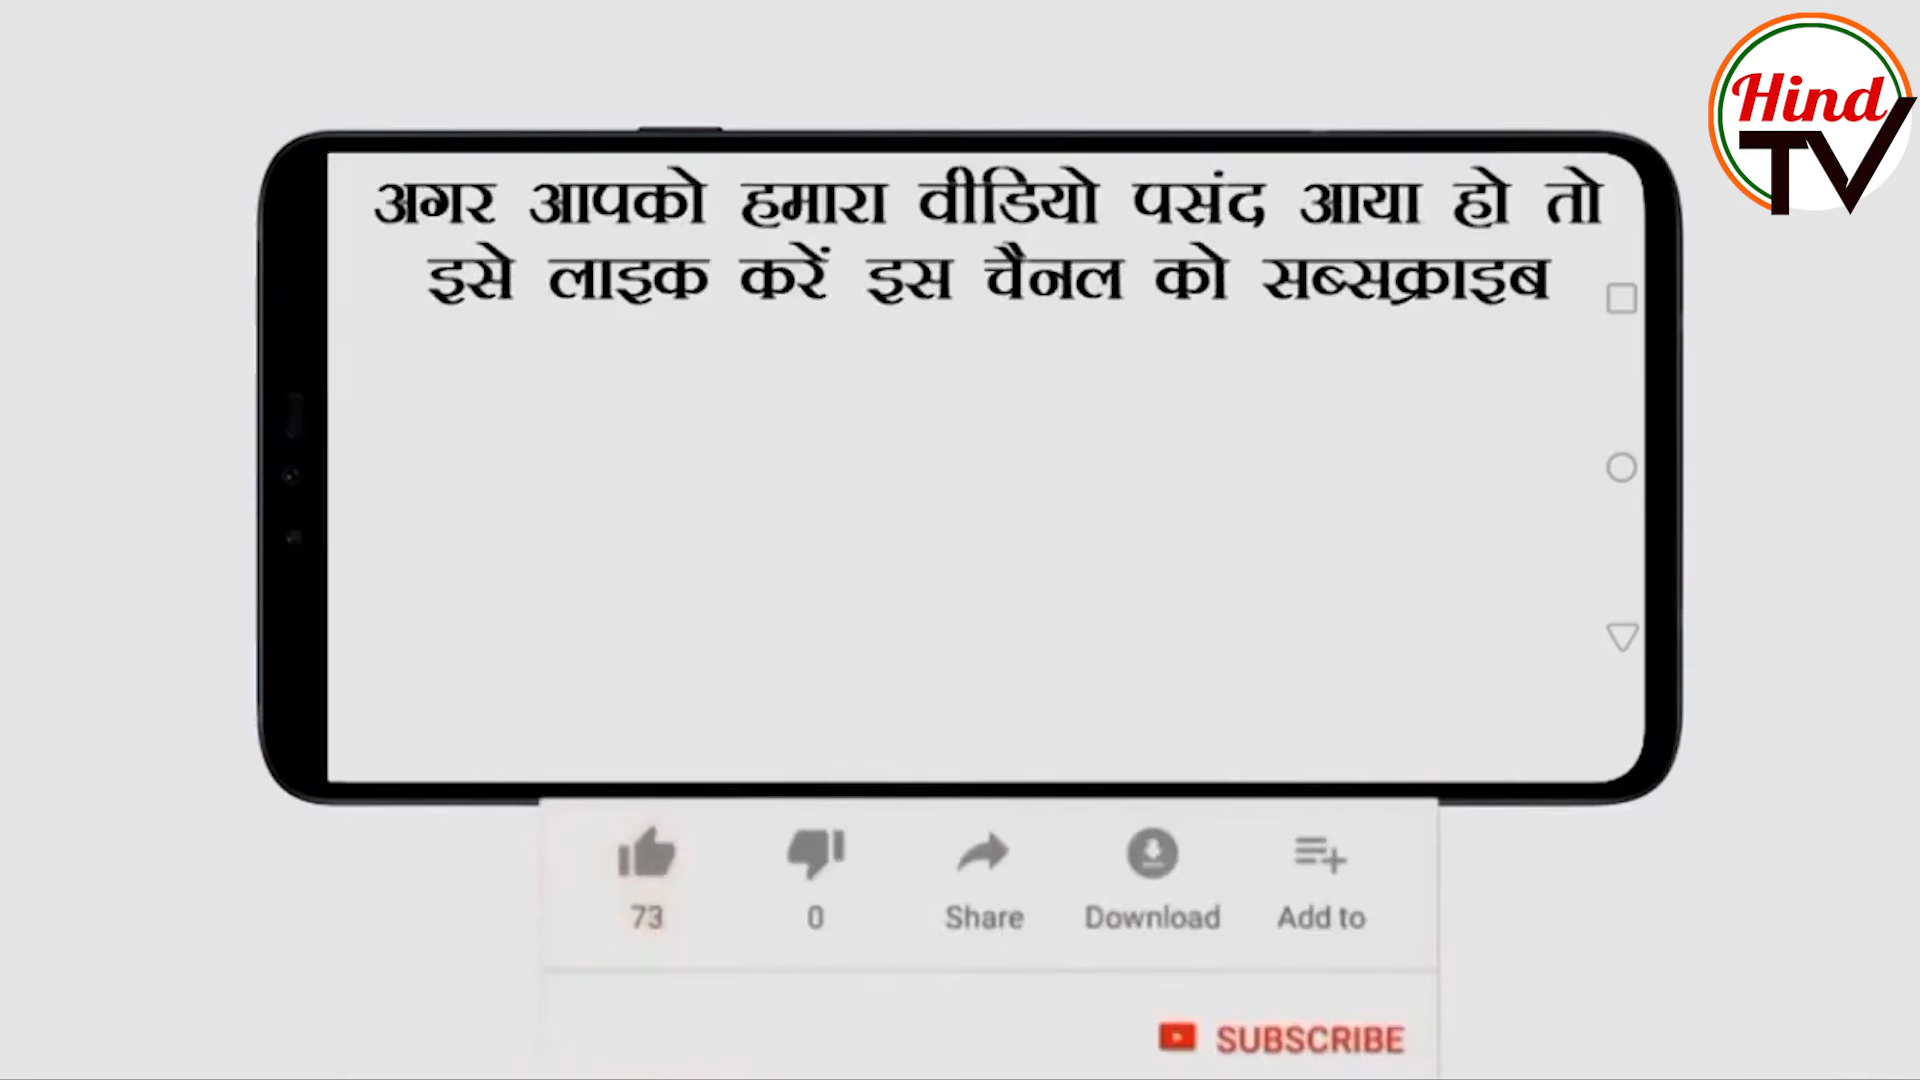 Hind
TV
अगर आपको हमारा वीडियो पसंद आया हो तो
इसे लाइक करें इस चैनल को सब्सक्राइब
73 0 Share Download Add to
SUBSCRIBE